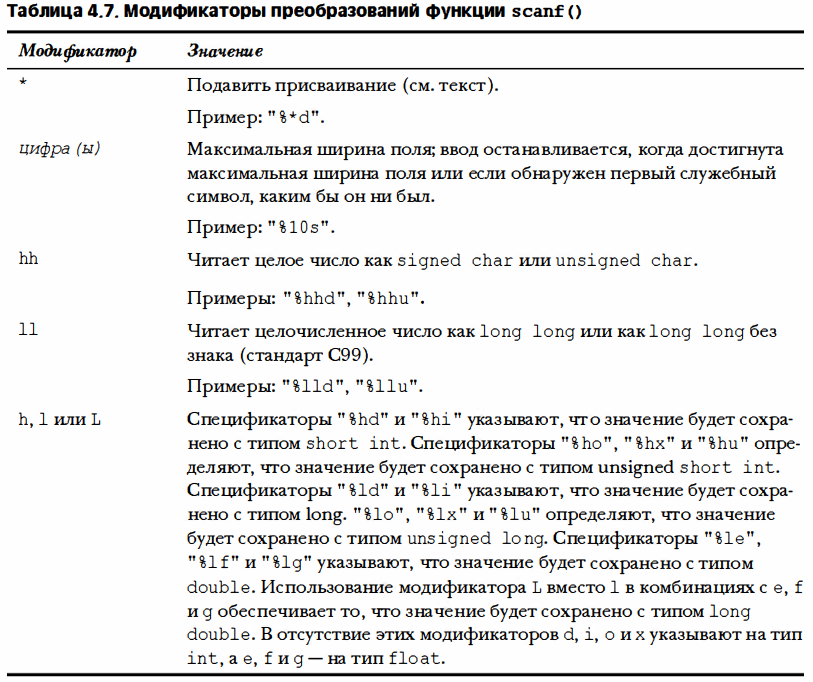 Таблица 4.7. Модификаторы преобразований функции scanf()
Модификатор Значение
* Подавить присваивание (см. текст).
Пример: "%*d".
цифра (ы) Максимальная ширина поля; ввод останавливается, когда достигнута
максимальная ширина поля или если обнаружен первый служебный
символ, каким бы он ни был.
Пример: "%10s".
hh Читает целое число как signed char или unsigned char.
Примеры: "%hhd", "%hhu".
ll Читает целочисленное число как long long или как long long без
знака (стандарт C99).
Примеры: "%lld", "%llu".
h, l или L Спецификаторы "%hd" и "%hi" указывают, что значение будет сохра-
нено с типом short int. Спецификаторы "%ho", "%hx" и "%hu" опре-
деляют, что значение будет сохранено с типом unsigned short int.
Спецификаторы "%ld" и "%li" указывают, что значение будет сохра-
нено с типом long. "%lo", "%lx" и "%lu" определяют, что значение
будет сохранено с типом unsigned long. Спецификаторы "%le",
"%lf" и "%lg" указывают, что значение будет сохранено с типом
double. Использование модификатора L вместо l в комбинациях с e, f
и g обеспечивает то, что значение будет сохранено с типом long
double. В отсутствие этих модификаторов d, i, o и x указывают на тип
int, а e, f и g — на тип float.